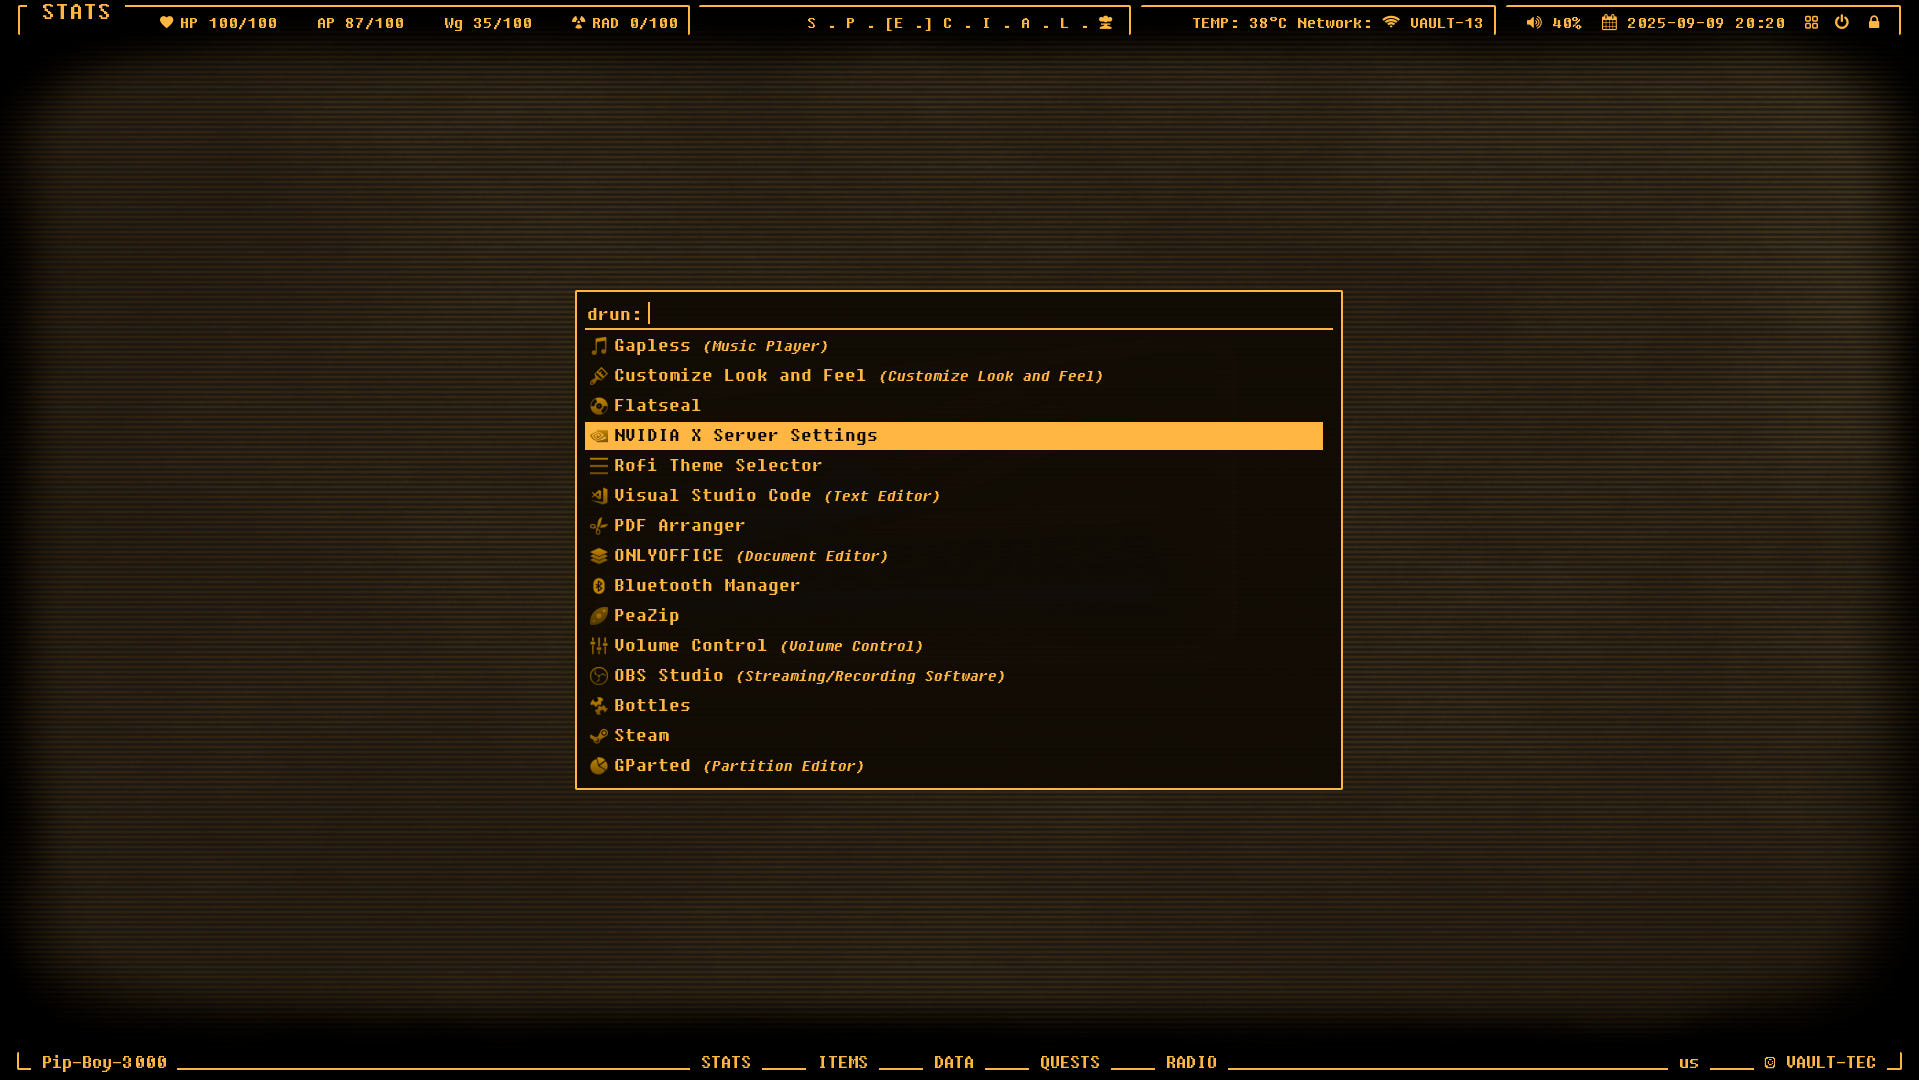 STATS
HP 100/100 AP 87/100 Wg 35/100 RAD 0/100 S . P . [E .] C . I . A . L . TEMP: 38°C Network: VAULT-13 40% 2025-09-09 20:20
drun:
Gapless (Music Player)
Customize Look and Feel (Customize Look and Feel)
Flatseal
NVIDIA X Server Settings
Rofi Theme Selector
Visual Studio Code (Text Editor)
PDF Arranger
ONLYOFFICE (Document Editor)
Bluetooth Manager
PeaZip
Volume Control (Volume Control)
OBS Studio (Streaming/Recording Software)
Bottles
Steam
GParted (Partition Editor)
Pip-Boy-3000 STATS ITEMS DATA QUESTS RADIO us VAULT-TEC